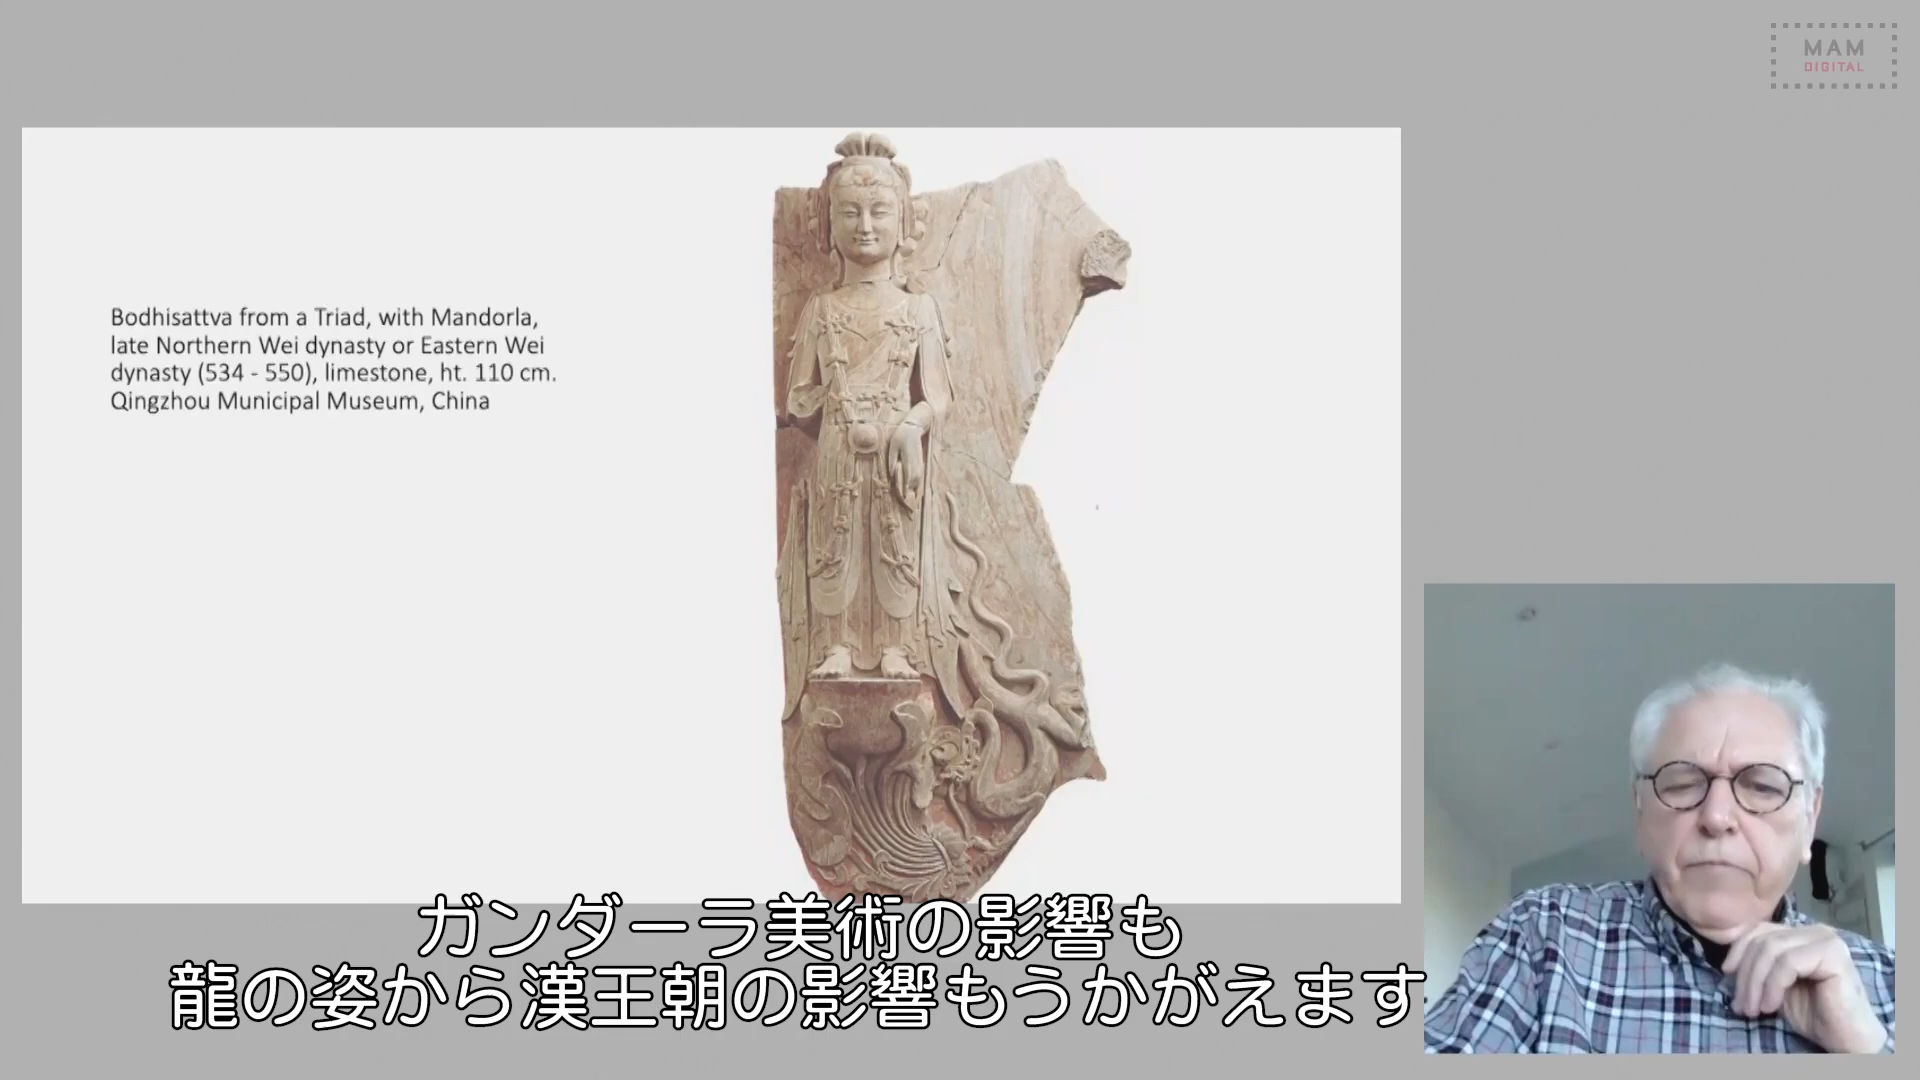 MAM
DIGITAL
Bodhisattva from a Triad, with Mandorla,
late Northern Wei dynasty or Eastern Wei
dynasty (534 - 550), limestone, ht. 110 cm.
Qingzhou Municipal Museum, China
ガンダーラ美術の影響も
龍の姿から漢王朝の影響もうかがえます